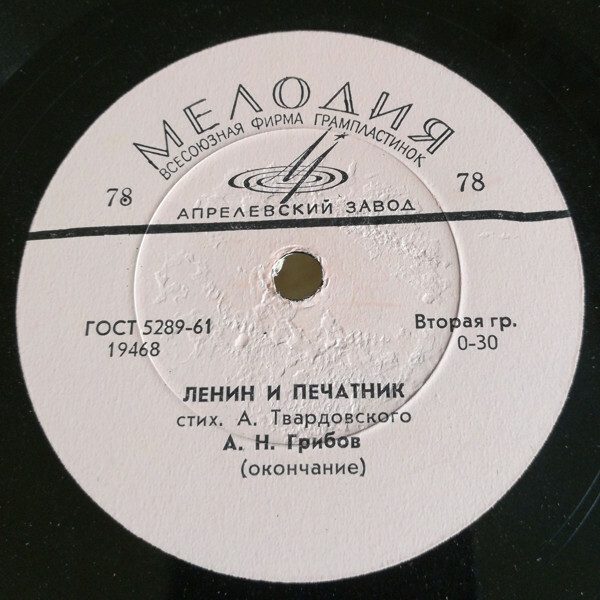 МЕЛОДИЯ
ВСЕСОЮЗНАЯ ФИРМА ГРАМПЛАСТИНОК
78 78
АПРЕЛЕВСКИЙ ЗАВОД
ГОСТ 5289-61 Вторая гр.
19468 0-30
ЛЕНИН И ПЕЧАТНИК
стих. А. Твардовского
А. Н. Грибов
(окончание)